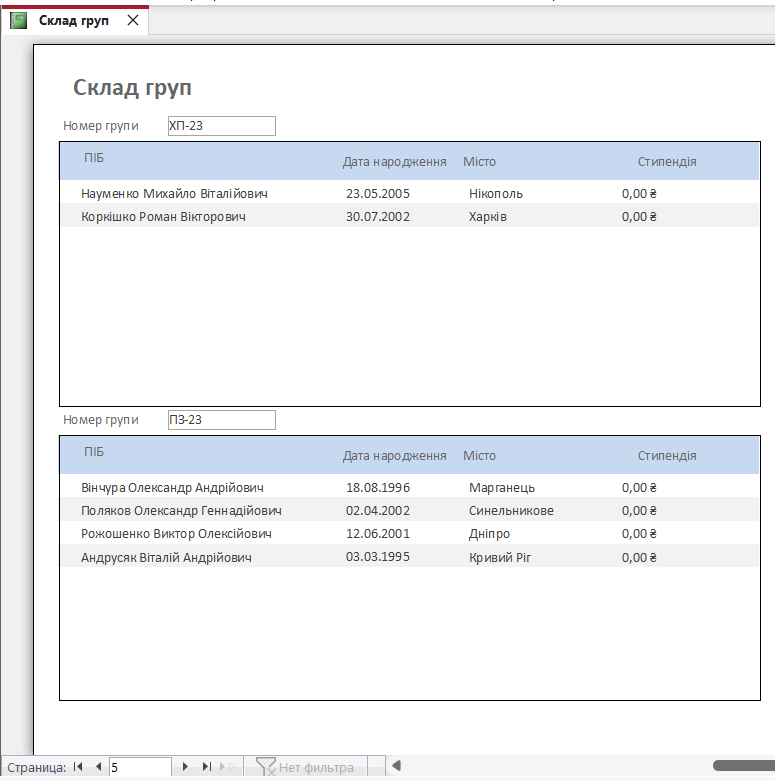 Склад груп
Склад груп
Номер групи ХП-23
ПІБ Дата народження Місто Стипендія
Науменко Михайло Віталійович 23.05.2005 Нікополь 0,00 ₴
Коркішко Роман Вікторович 30.07.2002 Харків 0,00 ₴
Номер групи ПЗ-23
ПІБ Дата народження Місто Стипендія
Вінчура Олександр Андрійович 18.08.1996 Марганець 0,00 ₴
Поляков Олександр Геннадійович 02.04.2002 Синельникове 0,00 ₴
Рожошенко Виктор Олексійович 12.06.2001 Дніпро 0,00 ₴
Андрусяк Віталій Андрійович 03.03.1995 Кривий Ріг 0,00 ₴
Страница: 5 Нет фильтра